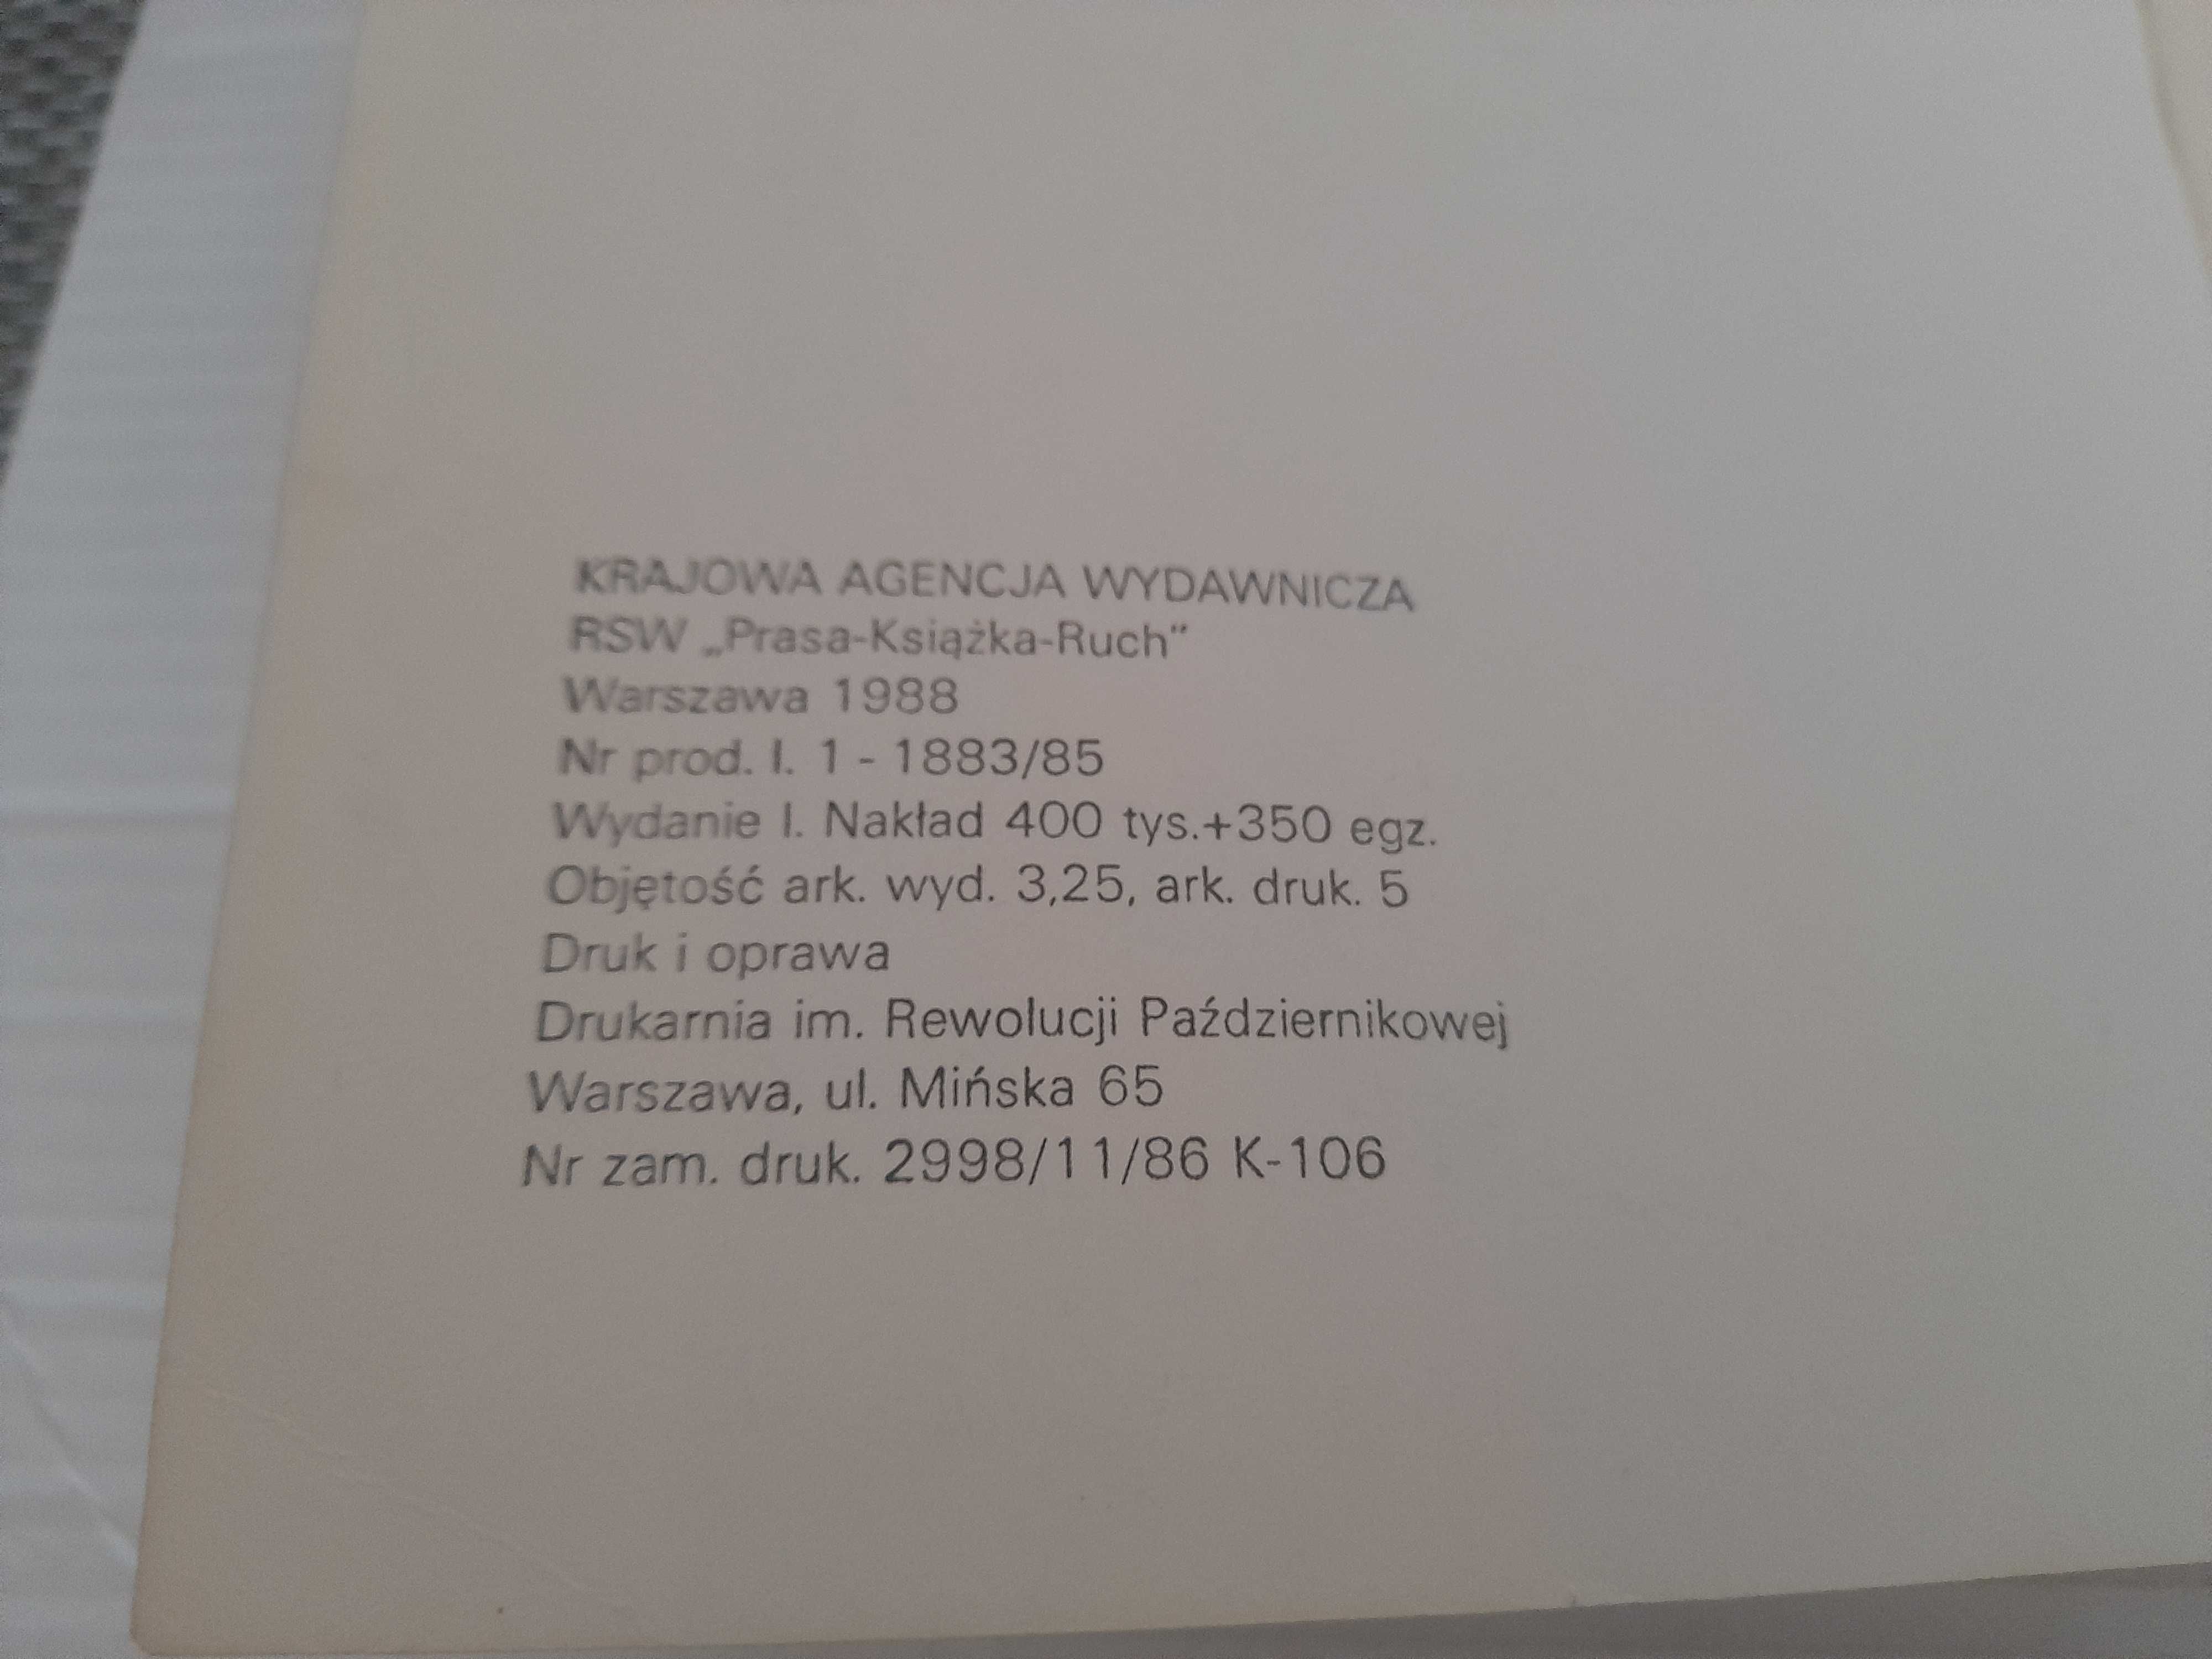 KRAJOWA AGENCJA WYDAWNICZA
RSW „Prasa-Książka-Ruch”
Warszawa 1988
Nr prod. I. 1 - 1883/85
Wydanie I. Nakład 400 tys.+350 egz.
Objętość ark. wyd. 3,25, ark. druk. 5
Druk i oprawa
Drukarnia im. Rewolucji Październikowej
Warszawa, ul. Mińska 65
Nr zam. druk. 2998/11/86 K-106